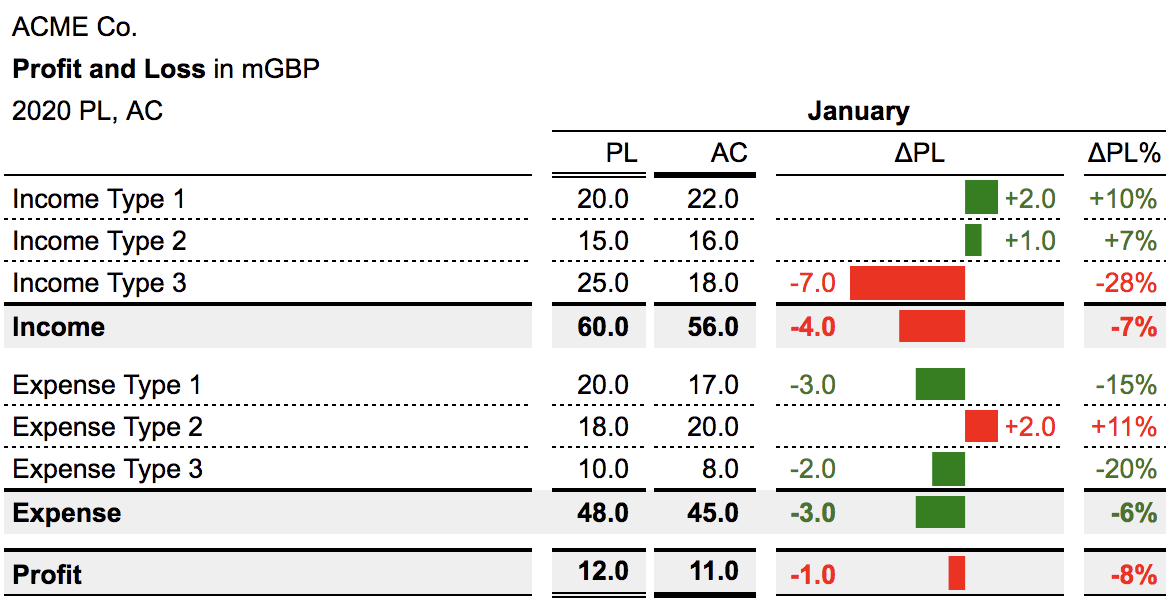 ACME Co.
Profit and Loss in mGBP
2020 PL, AC
January
PL AC ΔPL ΔPL%
Income Type 1 20.0 22.0 +2.0 +10%
Income Type 2 15.0 16.0 +1.0 +7%
Income Type 3 25.0 18.0 -7.0 -28%
Income 60.0 56.0 -4.0 -7%
Expense Type 1 20.0 17.0 -3.0 -15%
Expense Type 2 18.0 20.0 +2.0 +11%
Expense Type 3 10.0 8.0 -2.0 -20%
Expense 48.0 45.0 -3.0 -6%
Profit 12.0 11.0 -1.0 -8%